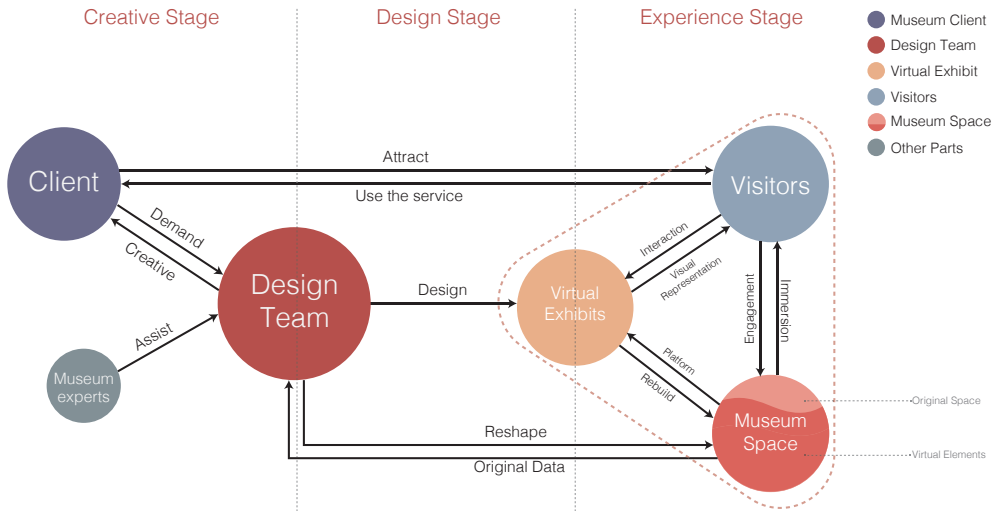 Creative Stage
Design Stage
Experience Stage
Museum Client
Design Team
Virtual Exhibit
Visitors
Museum Space
Other Parts
Attract
Client
Use the service
Visitors
Demand
Creative
Interaction
Visual
Representation
Design
Team
Design
Virtual
Exhibits
Engagement
Immersion
Assist
Museum
experts
Platform
Rebuild
Original Space
Museum
Space
Reshape
Original Data
Virtual Elements